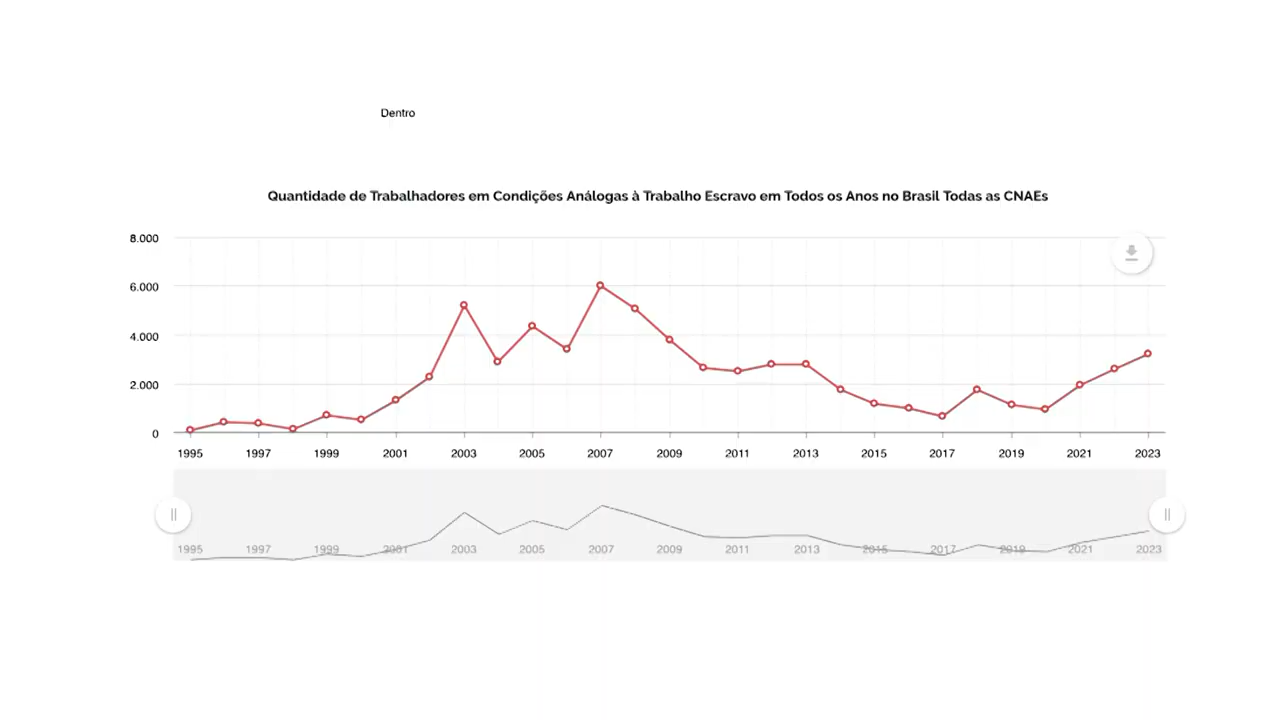 Dentro
Quantidade de Trabalhadores em Condições Análogas à Trabalho Escravo em Todos os Anos no Brasil Todas as CNAEs
8.000
6.000
4.000
2.000
0
1995 1997 1999 2001 2003 2005 2007 2009 2011 2013 2015 2017 2019 2021 2023
1995 1997 1999 2001 2003 2005 2007 2009 2011 2013 2015 2017 2019 2021 2023